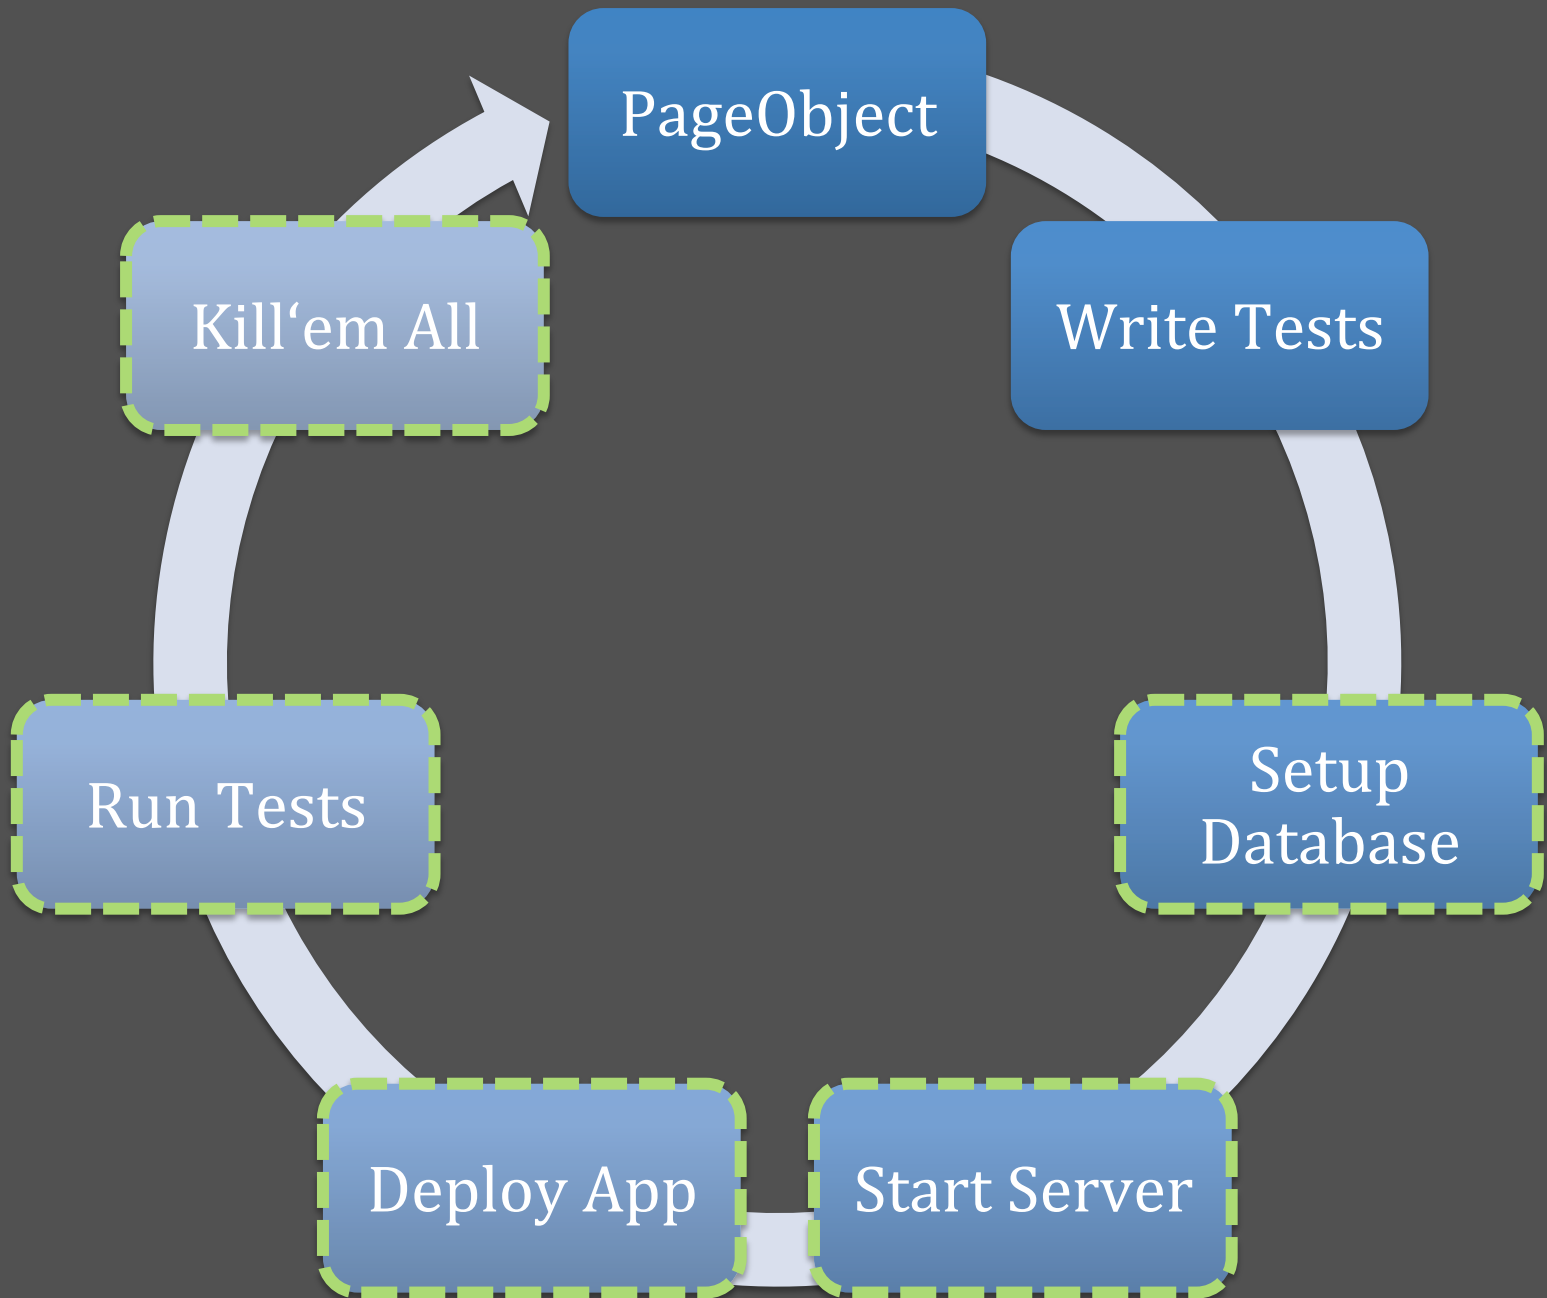 PageObject
Write Tests
Setup
Database
Start Server
Deploy App
Run Tests
Kill‘em All